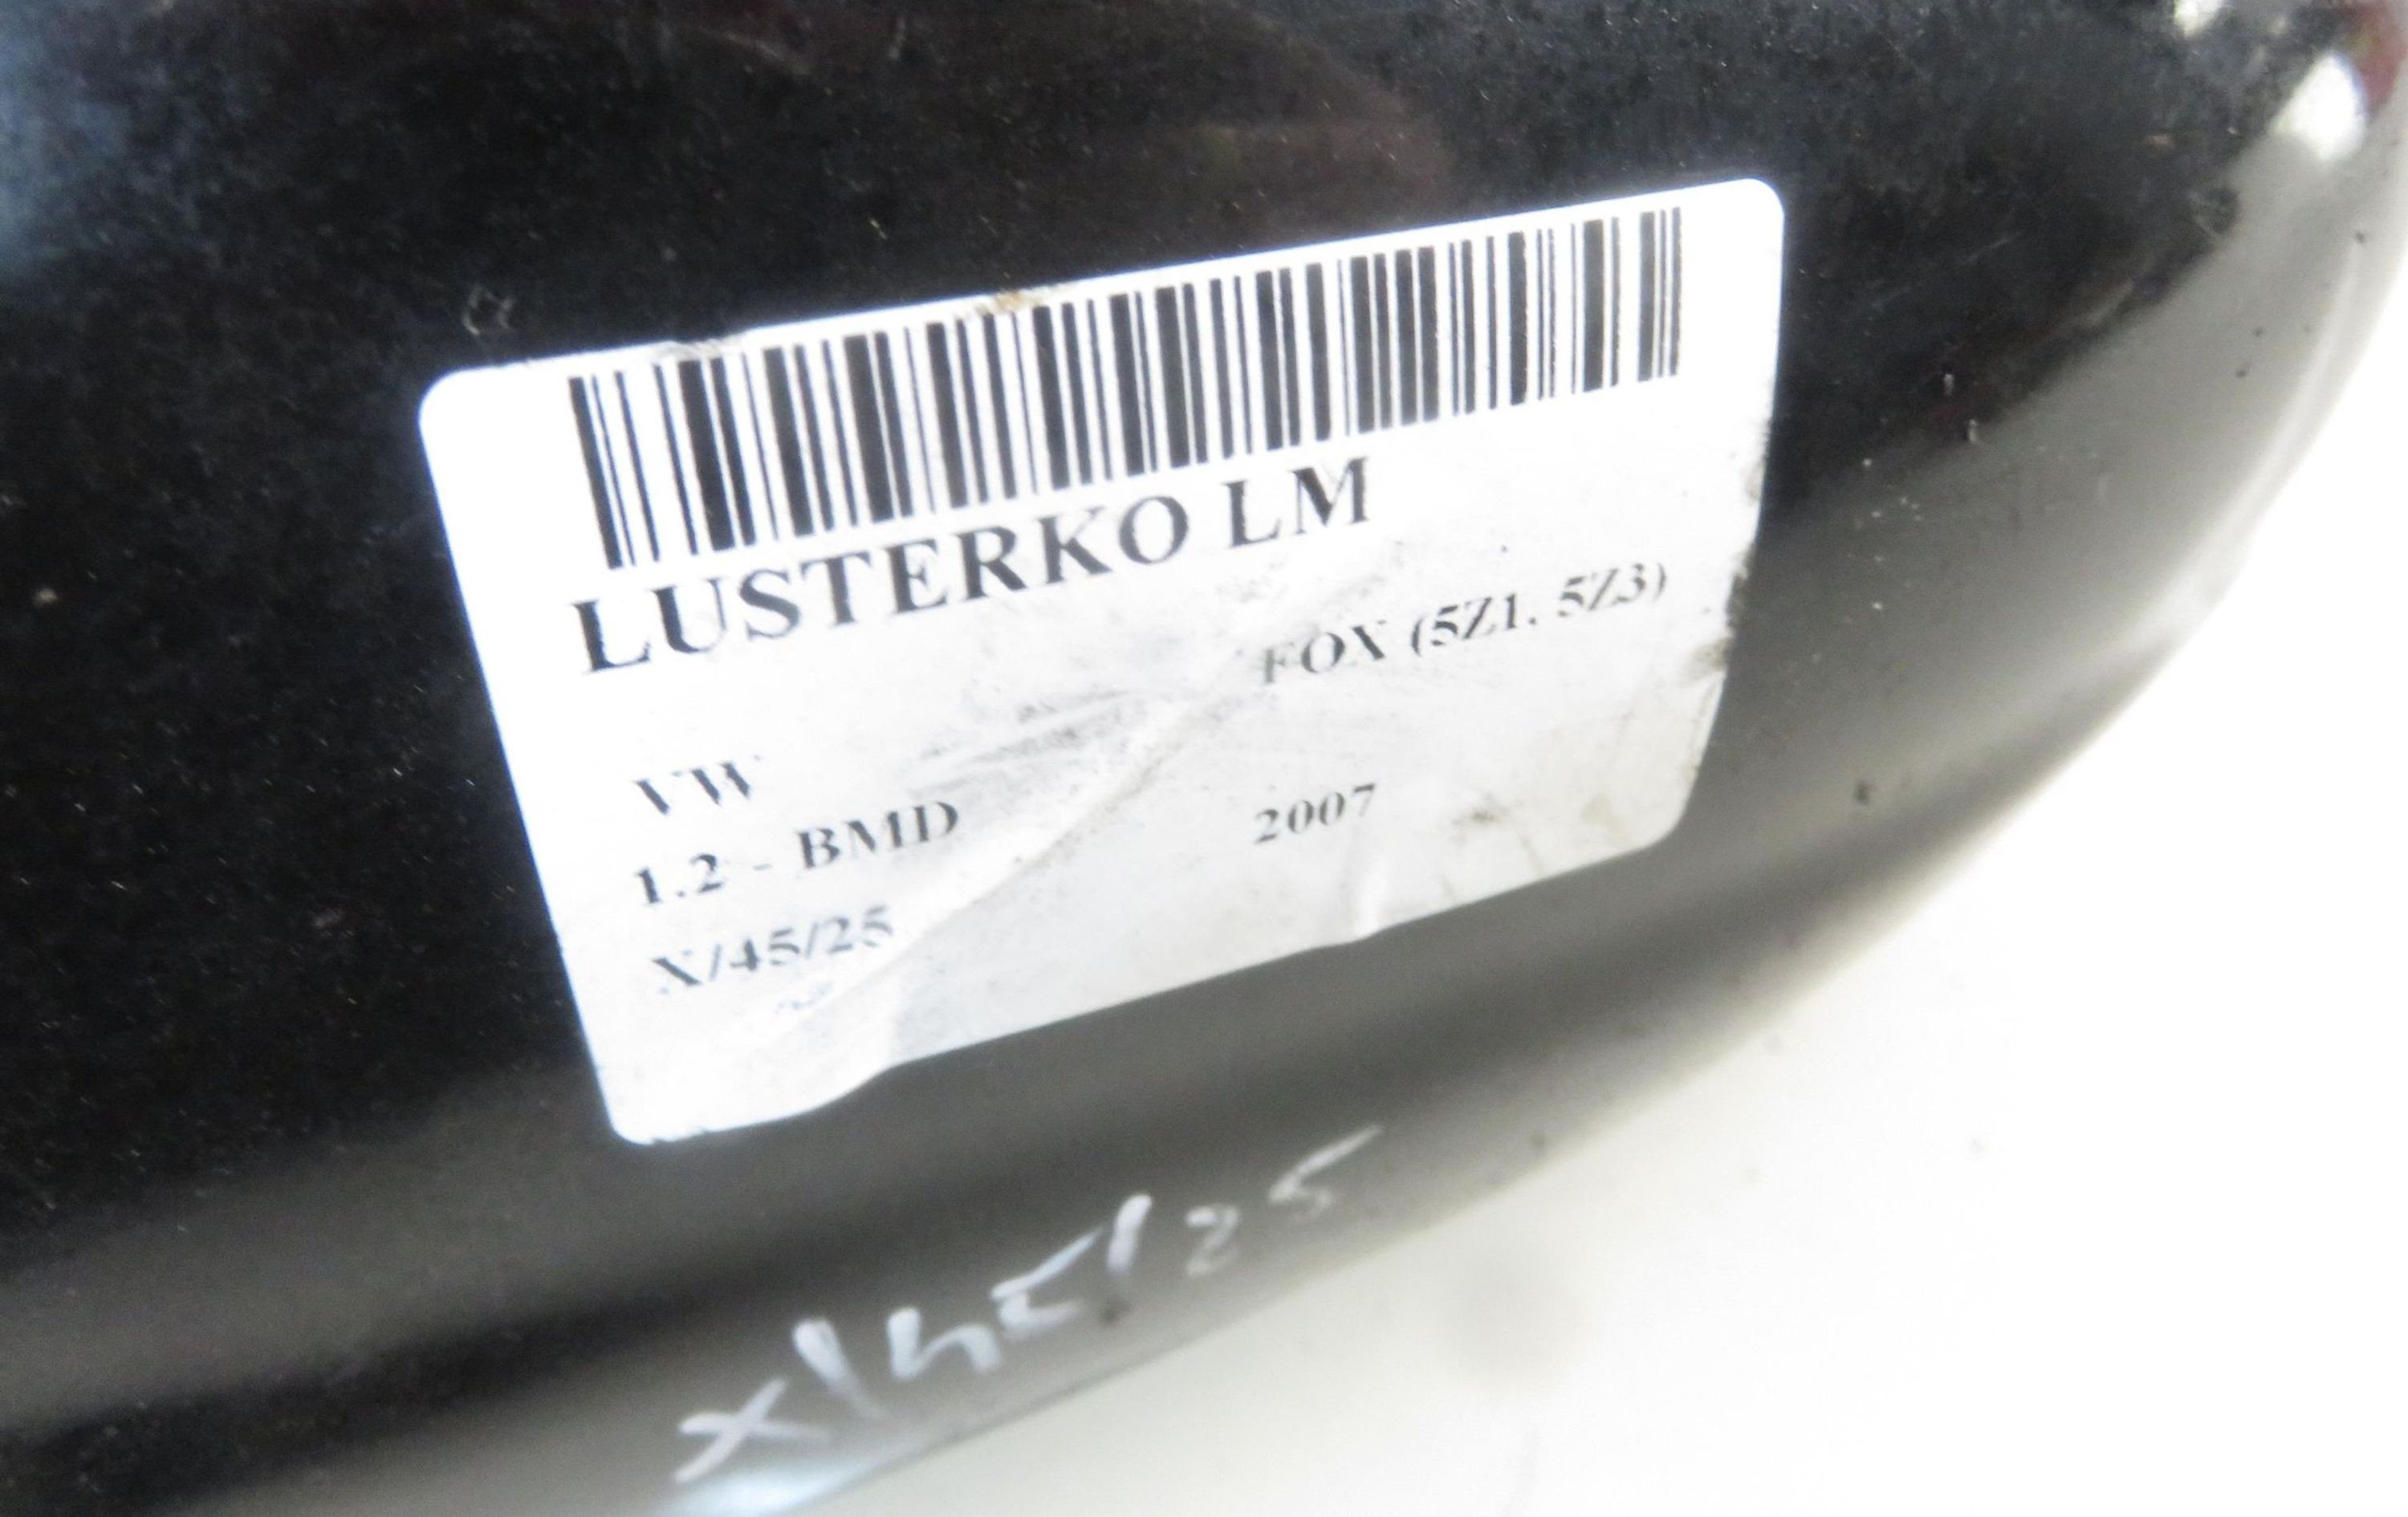 LUSTERKO LM
VW FOX (5Z1, 5Z3)
1.2 - BMD 2007
X/45/25
X/45/25